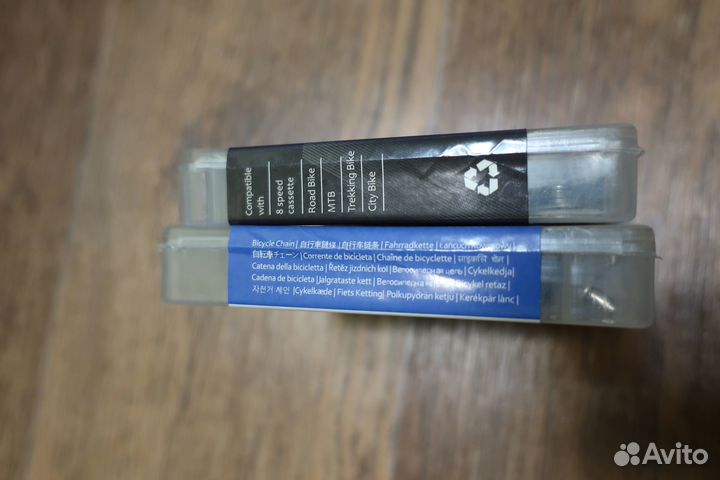 Compatible
with
8 speed
cassette
Road Bike
MTB
Trekking Bike
City Bike
Bicycle Chain | 自行車鏈條 | 自行车链条 | Fahrradkette |
自転車チェーン | Corrente de bicicleta | Chaîne de bicyclette | साइकलि चेन |
Catena della bicicletta | Řetěz jízdních kol | Велосипедная цепь | Cykelkedja |
Cadena de bicicleta | Jalgrataste kett | Bicykel reťaz |
자전거 체인 | Cykelkæde | Fiets Ketting | Polkupyörän ketju | Kerékpár lánc |
Avito